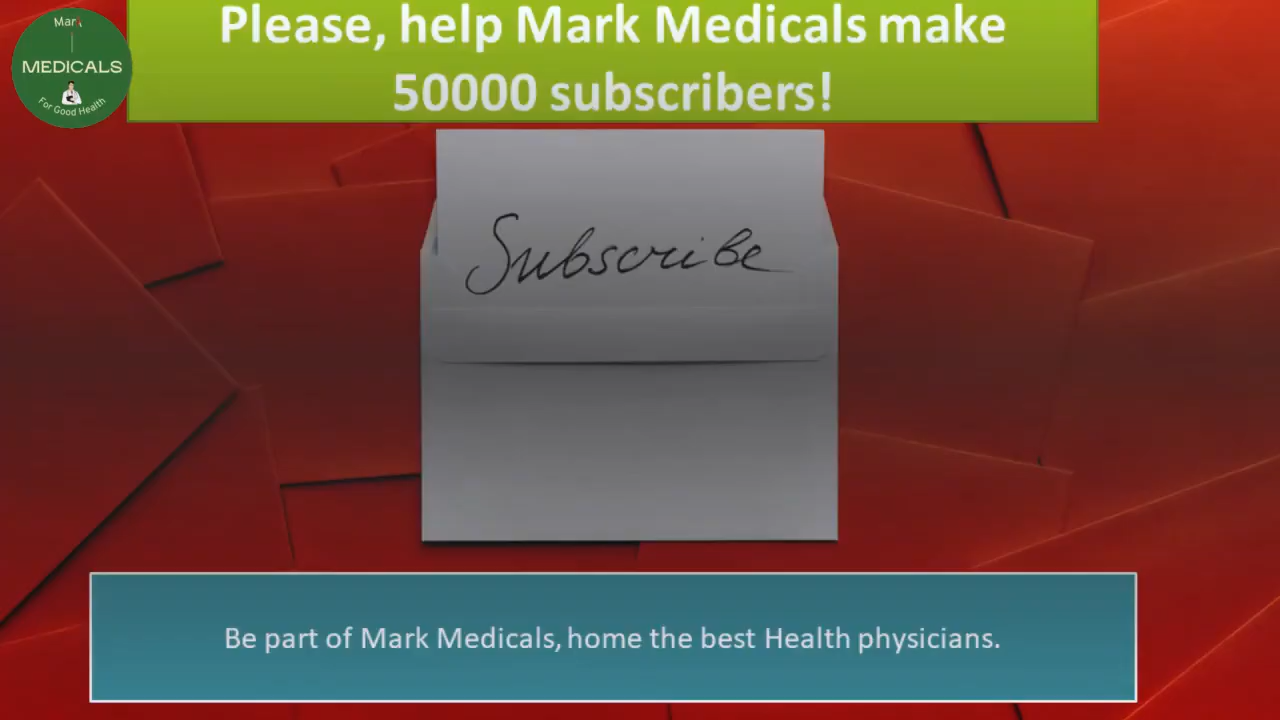 Please, help Mark Medicals make
50000 subscribers!
Mark
MEDICALS
For Good Health
Subscribe
Be part of Mark Medicals, home the best Health physicians.